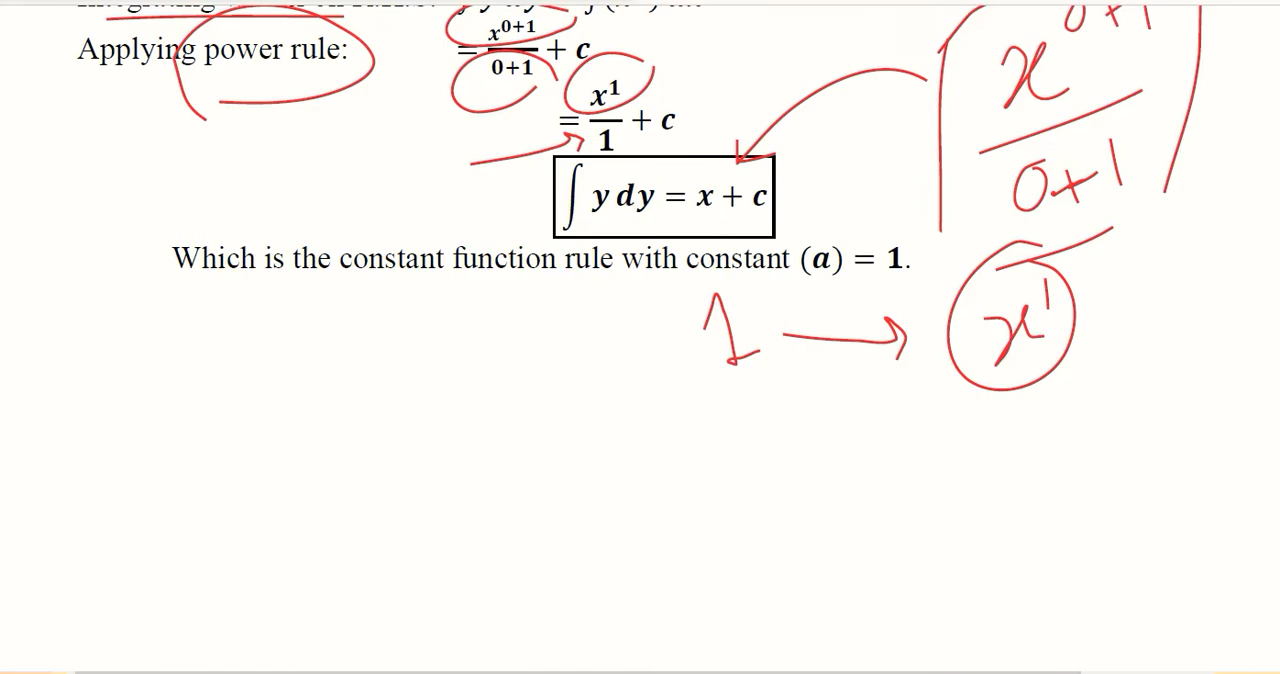 Applying power rule:
= x^{0+1}/0+1 + c
= x^1/1 + c
∫ y dy = x + c
Which is the constant function rule with constant (a) = 1.
x^{0+1}
0+1
1 → x^1